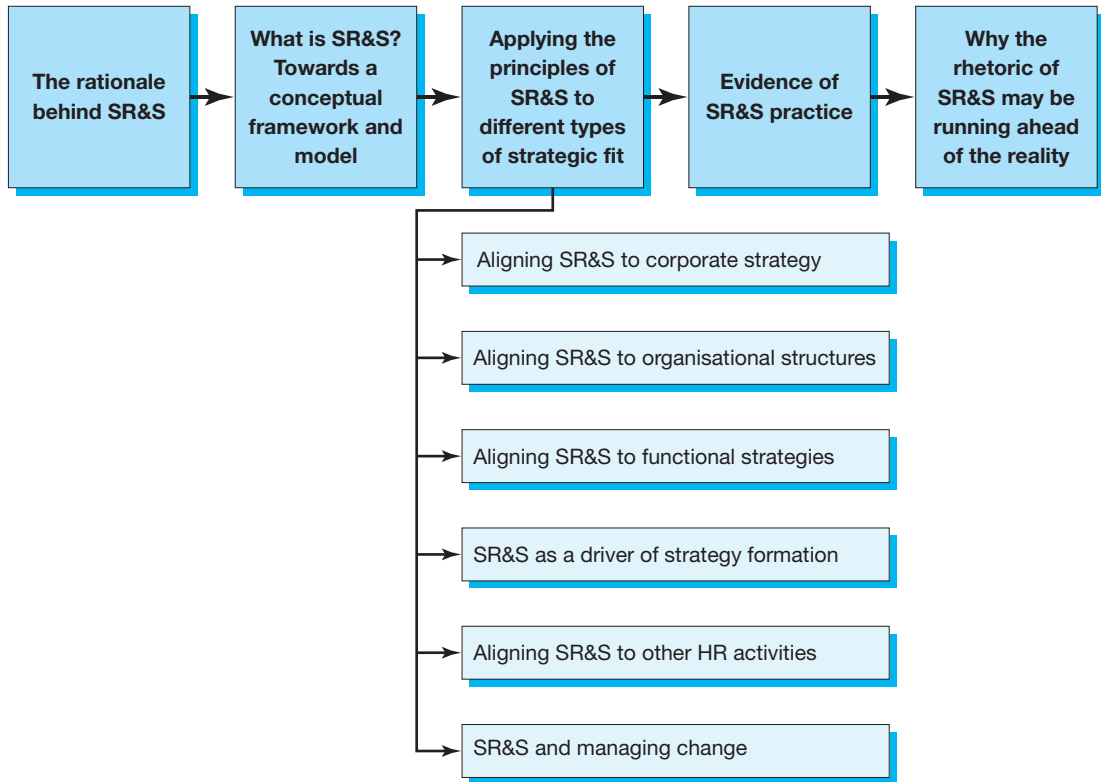 The rationale
behind SR&S
What is SR&S?
Towards a
conceptual
framework and
model
Applying the
principles of
SR&S to
different types
of strategic fit
Evidence of
SR&S practice
Why the
rhetoric of
SR&S may be
running ahead
of the reality
Aligning SR&S to corporate strategy
Aligning SR&S to organisational structures
Aligning SR&S to functional strategies
SR&S as a driver of strategy formation
Aligning SR&S to other HR activities
SR&S and managing change